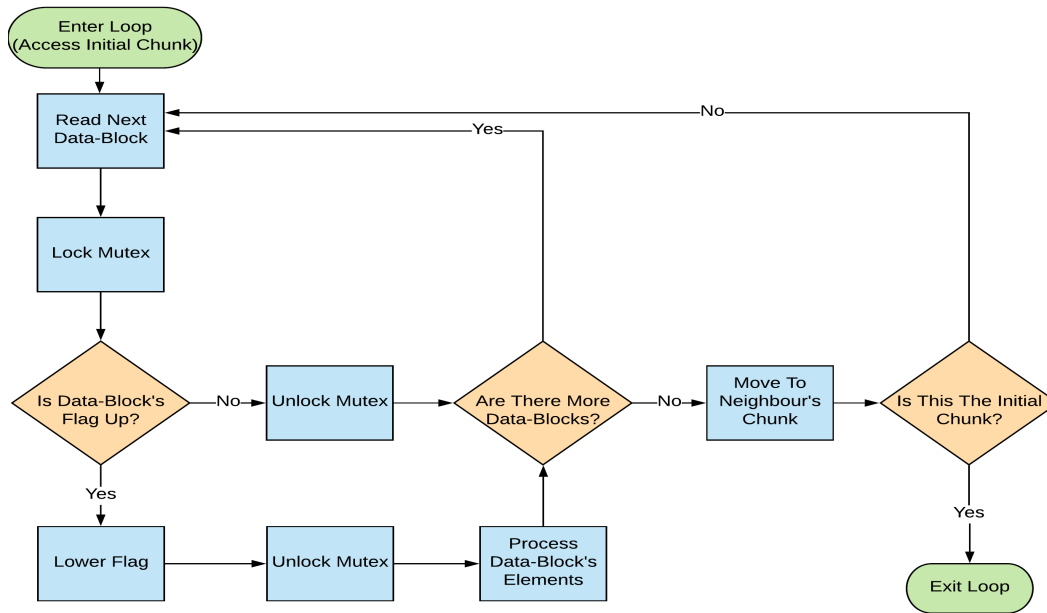 Enter Loop
(Access Initial Chunk)
Read Next
Data-Block
No
Yes
Lock Mutex
Is Data-Block's
Flag Up?
No
Unlock Mutex
Are There More
Data-Blocks?
No
Move To
Neighbour's
Chunk
Is This The Initial
Chunk?
Yes
Yes
Lower Flag
Unlock Mutex
Process
Data-Block's
Elements
Exit Loop